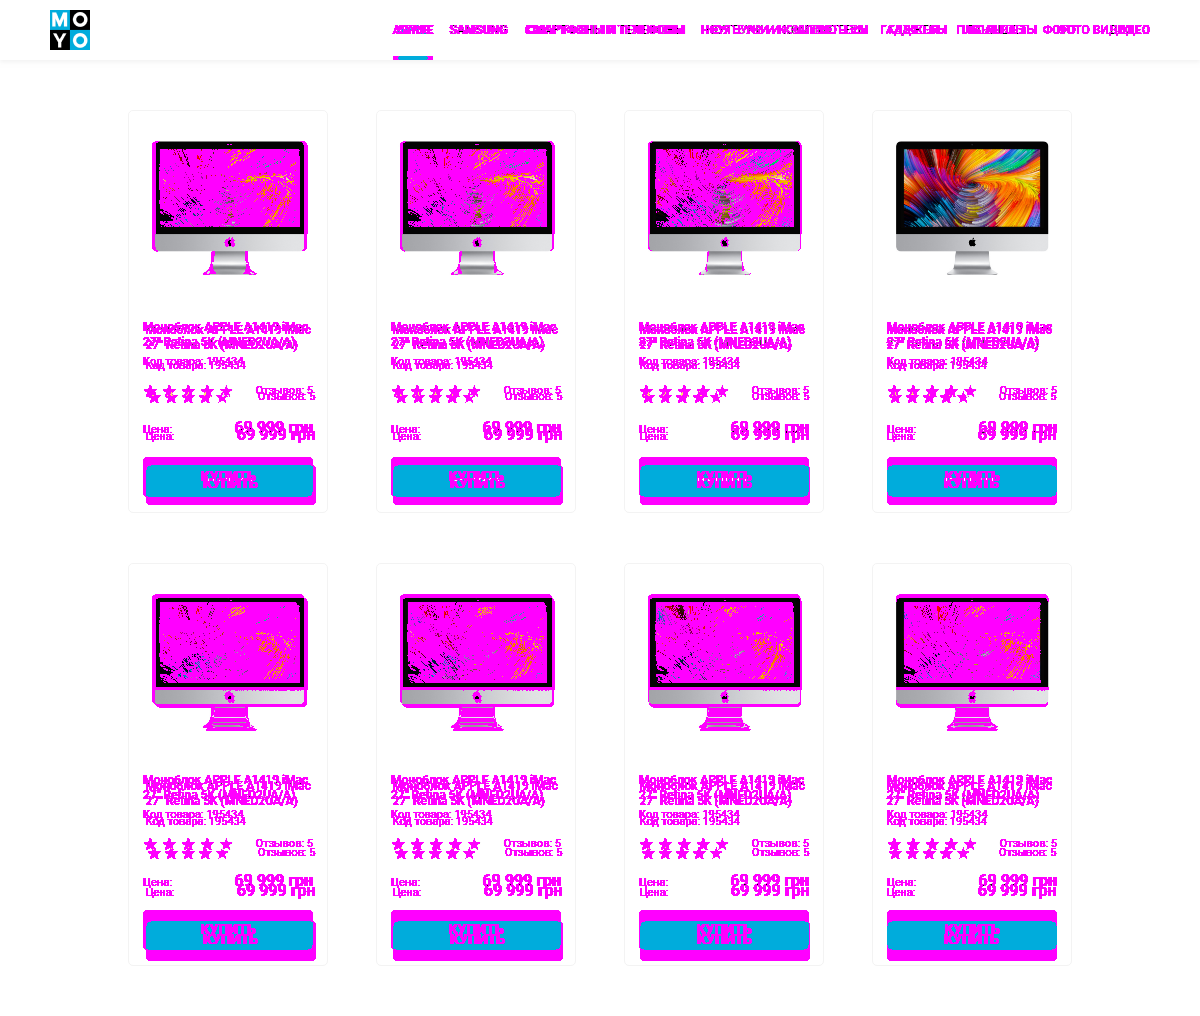 MOYO
APPLE SAMSUNG СМАРТФОНЫ И ТЕЛЕФОНЫ НОУТБУКИ И КОМПЬЮТЕРЫ ГАДЖЕТЫ ПЛАНШЕТЫ ФОТО ВИДЕО
Моноблок APPLE A1419 iMac
27" Retina 5K (MNED2UA/A)
Код товара: 195434
Отзывов: 5
Цена: 69 999 грн
КУПИТЬ
Моноблок APPLE A1419 iMac
27" Retina 5K (MNED2UA/A)
Код товара: 195434
Отзывов: 5
Цена: 69 999 грн
КУПИТЬ
Моноблок APPLE A1419 iMac
27" Retina 5K (MNED2UA/A)
Код товара: 195434
Отзывов: 5
Цена: 69 999 грн
КУПИТЬ
Моноблок APPLE A1419 iMac
27" Retina 5K (MNED2UA/A)
Код товара: 195434
Отзывов: 5
Цена: 69 999 грн
КУПИТЬ
Моноблок APPLE A1419 iMac
27" Retina 5K (MNED2UA/A)
Код товара: 195434
Отзывов: 5
Цена: 69 999 грн
КУПИТЬ
Моноблок APPLE A1419 iMac
27" Retina 5K (MNED2UA/A)
Код товара: 195434
Отзывов: 5
Цена: 69 999 грн
КУПИТЬ
Моноблок APPLE A1419 iMac
27" Retina 5K (MNED2UA/A)
Код товара: 195434
Отзывов: 5
Цена: 69 999 грн
КУПИТЬ
Моноблок APPLE A1419 iMac
27" Retina 5K (MNED2UA/A)
Код товара: 195434
Отзывов: 5
Цена: 69 999 грн
КУПИТЬ